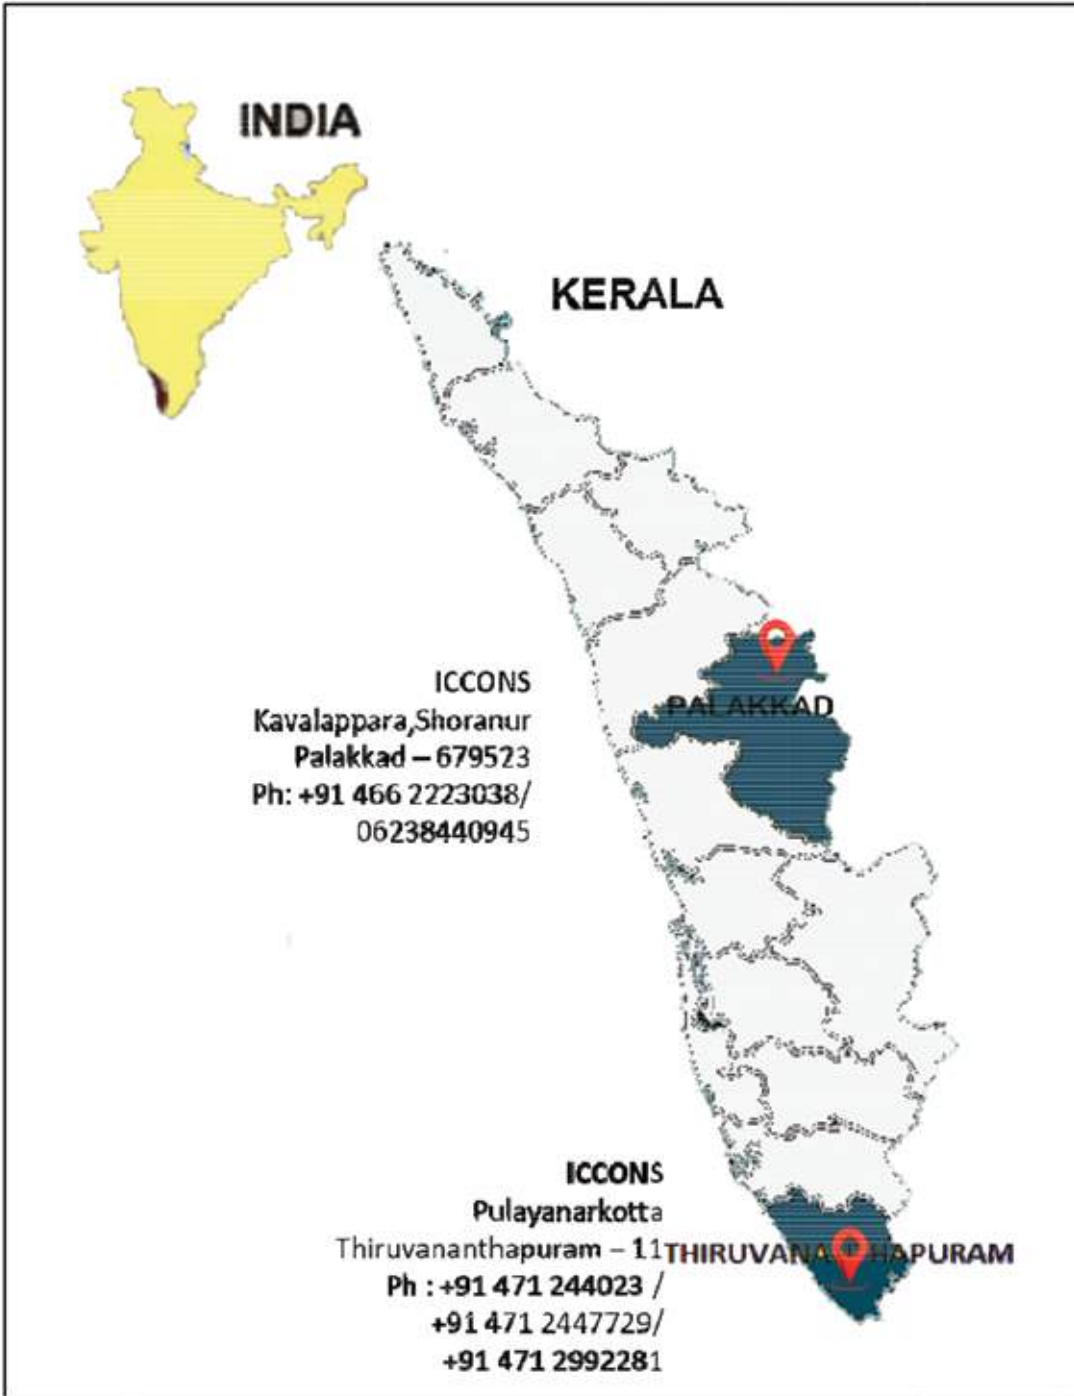 INDIA
KERALA
ICCONS
Kavalappara,Shoranur
Palakkad – 679523
Ph: +91 466 2223038/
06238440945
PALAKKAD
ICCONS
Pulayanarkotta
Thiruvananthapuram – 11
Ph : +91 471 244023 /
+91 471 2447729/
+91 471 2992281
THIRUVANANTHAPURAM